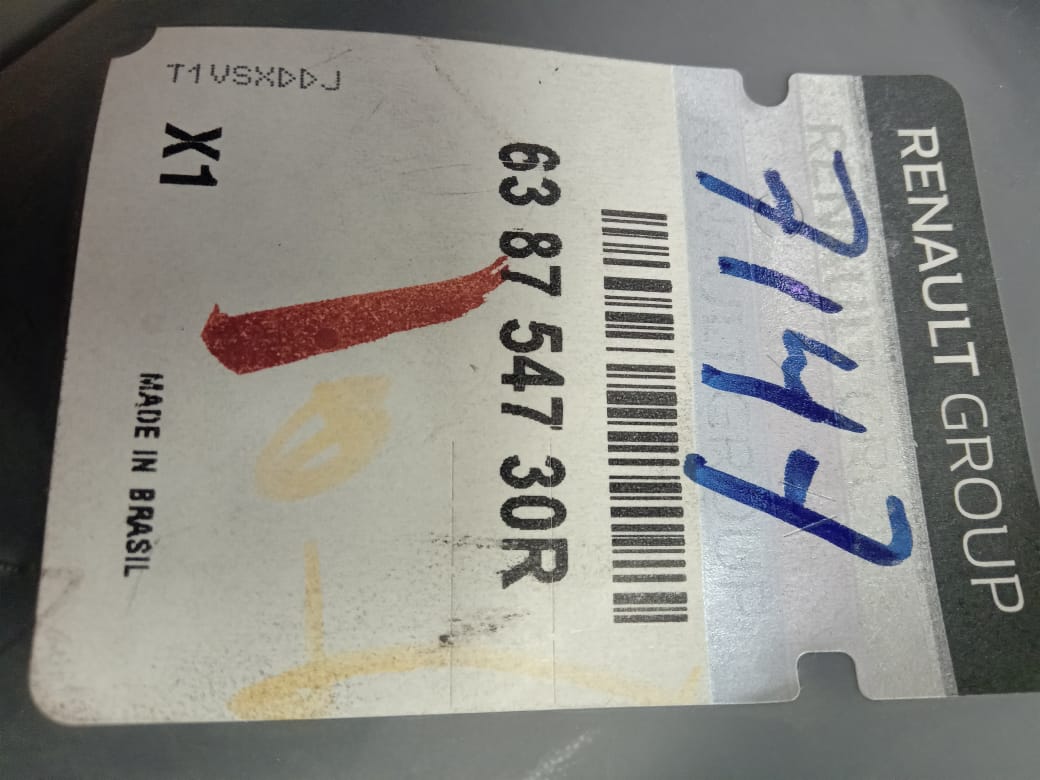 RENAULT GROUP
7147
63 87 547 30R
T1VSXDDJ
X1
MADE IN BRASIL